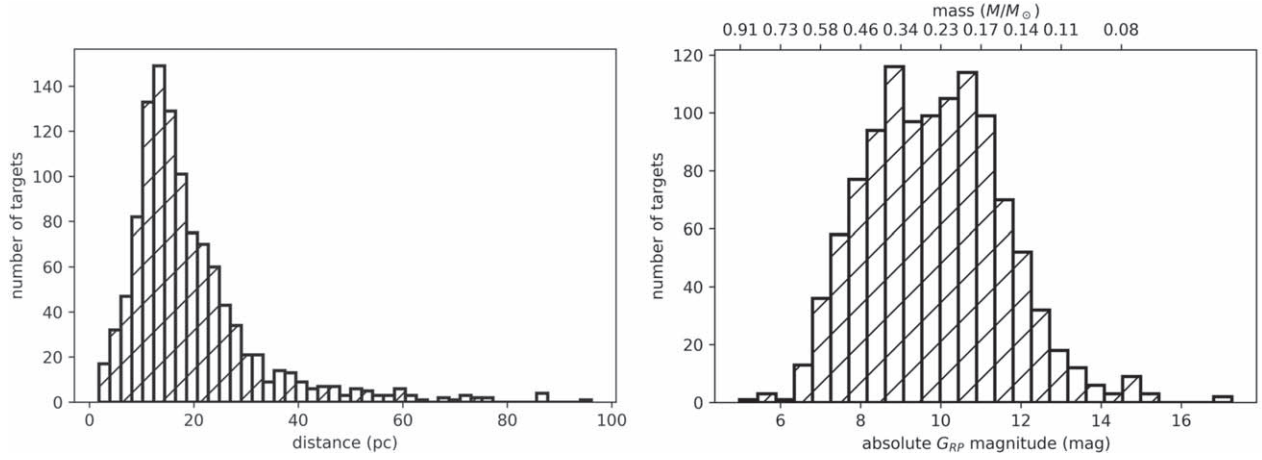 number of targets
140
120
100
80
60
40
20
0
0 20 40 60 80 100
distance (pc)
mass (M/M☉)
0.91 0.73 0.58 0.46 0.34 0.23 0.17 0.14 0.11 0.08
number of targets
120
100
80
60
40
20
0
6 8 10 12 14 16
absolute G_RP magnitude (mag)